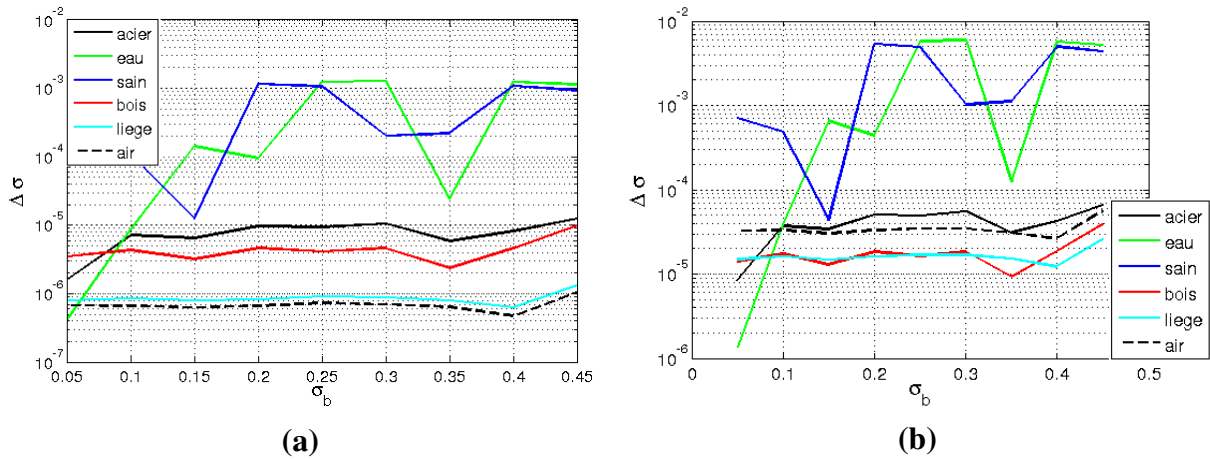 10^-2
10^-3
10^-4
10^-5
10^-6
10^-7
Δ σ
acier
eau
sain
bois
liege
air
0.05 0.1 0.15 0.2 0.25 0.3 0.35 0.4 0.45
σ_b
(a)
10^-2
10^-3
10^-4
10^-5
10^-6
Δ σ
acier
eau
sain
bois
liege
air
0 0.1 0.2 0.3 0.4 0.5
σ_b
(b)